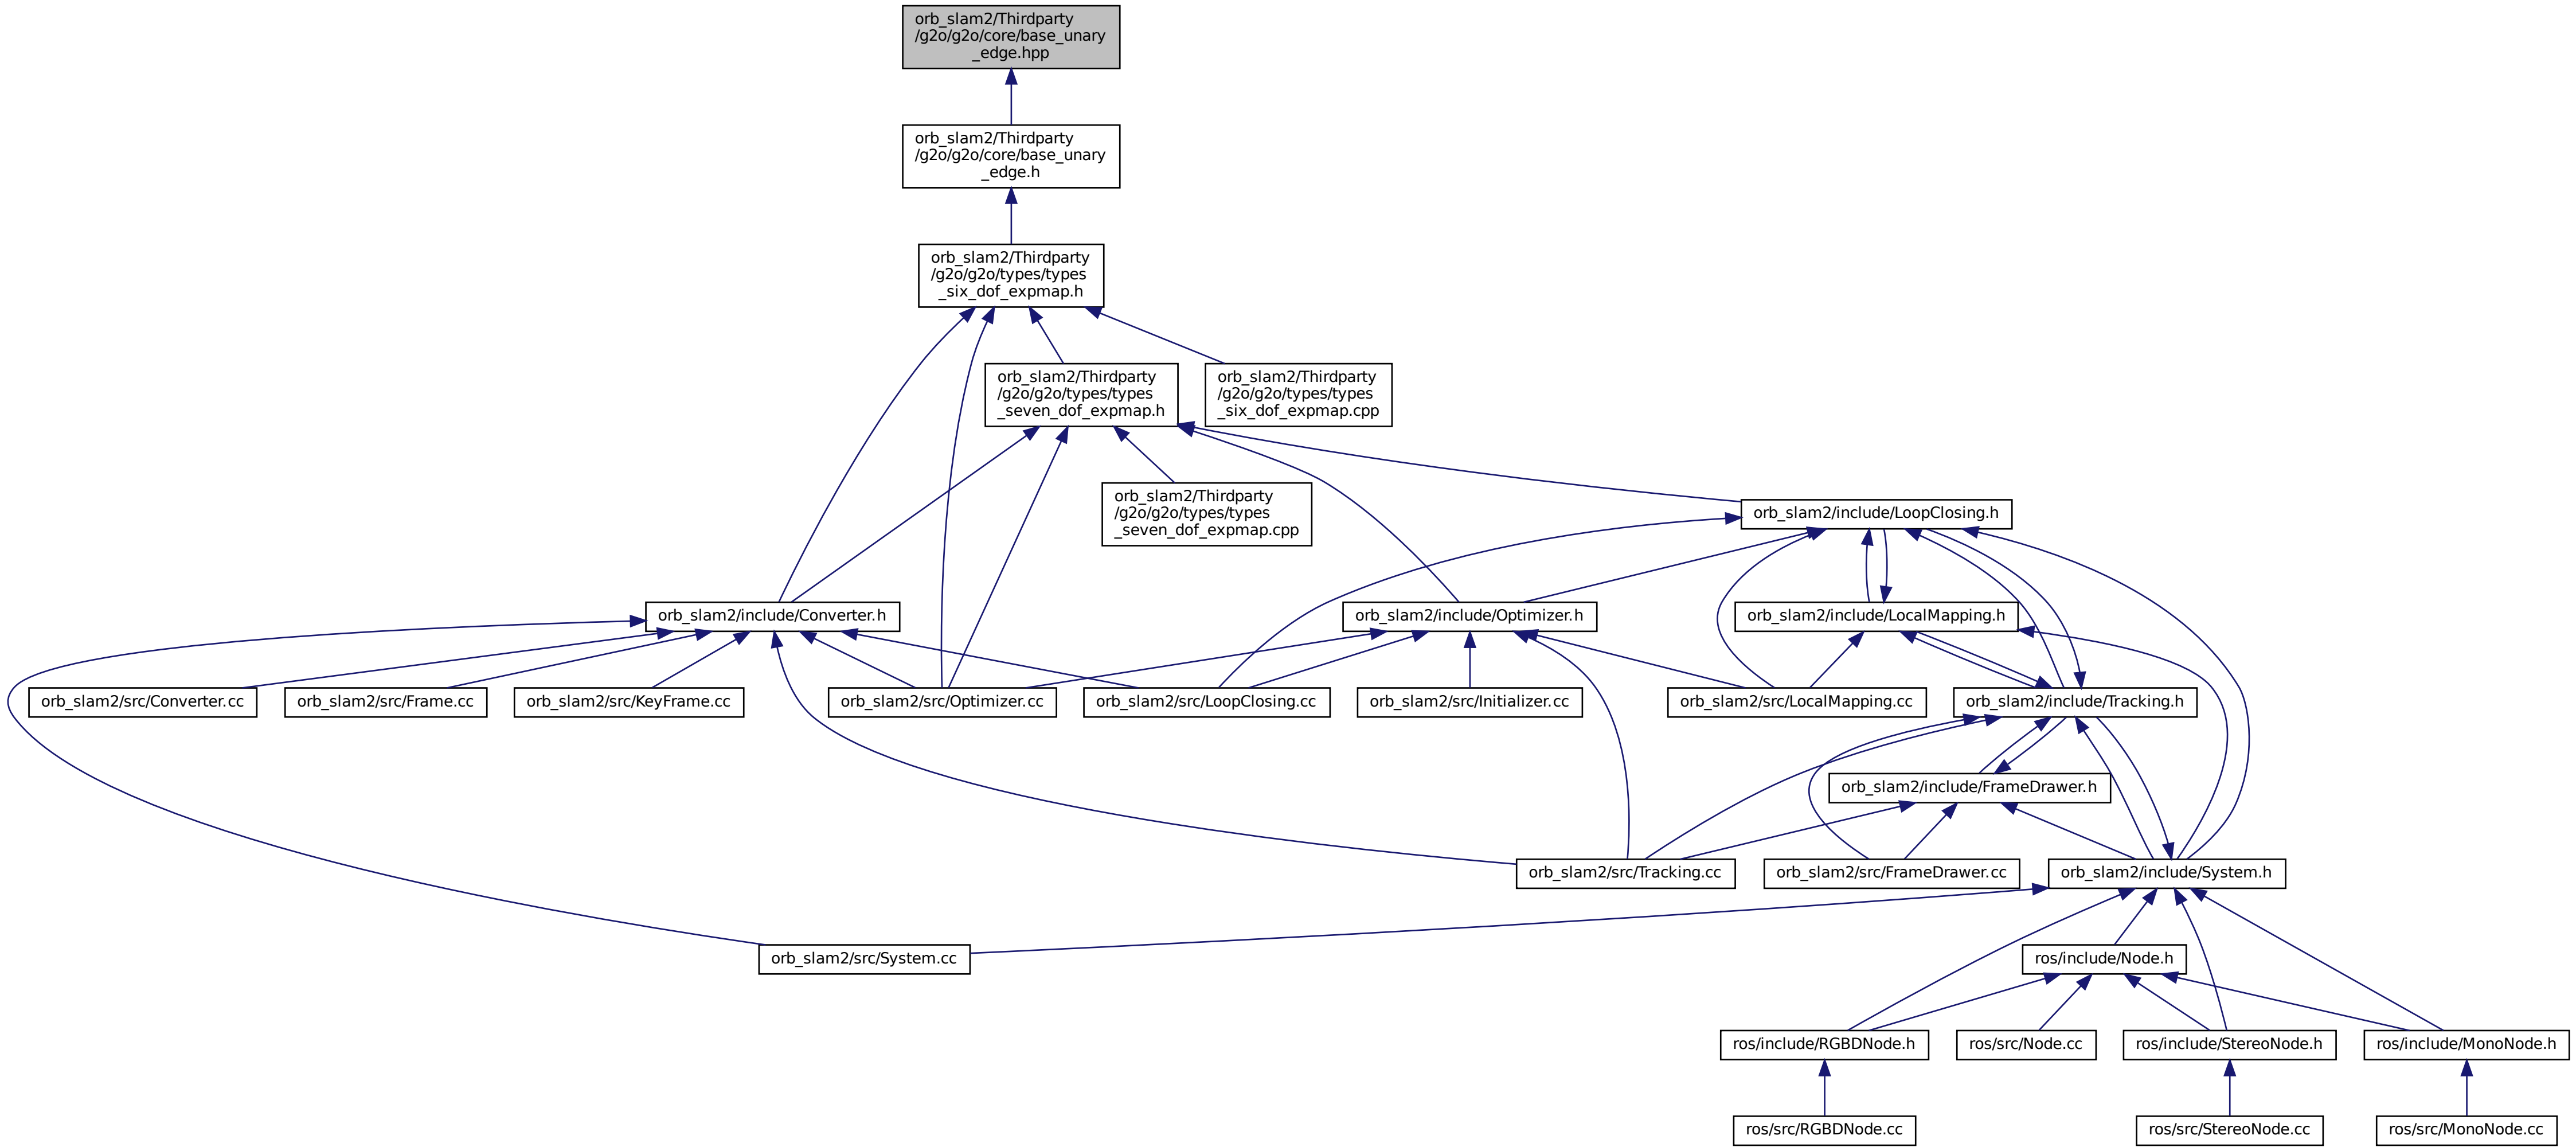 orb_slam2/Thirdparty
/g2o/g2o/core/base_unary
_edge.hpp
orb_slam2/Thirdparty
/g2o/g2o/core/base_unary
_edge.h
orb_slam2/Thirdparty
/g2o/g2o/types/types
_six_dof_expmap.h
orb_slam2/Thirdparty
/g2o/g2o/types/types
_seven_dof_expmap.h
orb_slam2/Thirdparty
/g2o/g2o/types/types
_six_dof_expmap.cpp
orb_slam2/Thirdparty
/g2o/g2o/types/types
_seven_dof_expmap.cpp
orb_slam2/include/LoopClosing.h
orb_slam2/include/Converter.h
orb_slam2/include/Optimizer.h
orb_slam2/include/LocalMapping.h
orb_slam2/src/Converter.cc
orb_slam2/src/Frame.cc
orb_slam2/src/KeyFrame.cc
orb_slam2/src/Optimizer.cc
orb_slam2/src/LoopClosing.cc
orb_slam2/src/Initializer.cc
orb_slam2/src/LocalMapping.cc
orb_slam2/include/Tracking.h
orb_slam2/include/FrameDrawer.h
orb_slam2/src/Tracking.cc
orb_slam2/src/FrameDrawer.cc
orb_slam2/include/System.h
orb_slam2/src/System.cc
ros/include/Node.h
ros/include/RGBDNode.h
ros/src/Node.cc
ros/include/StereoNode.h
ros/include/MonoNode.h
ros/src/RGBDNode.cc
ros/src/StereoNode.cc
ros/src/MonoNode.cc